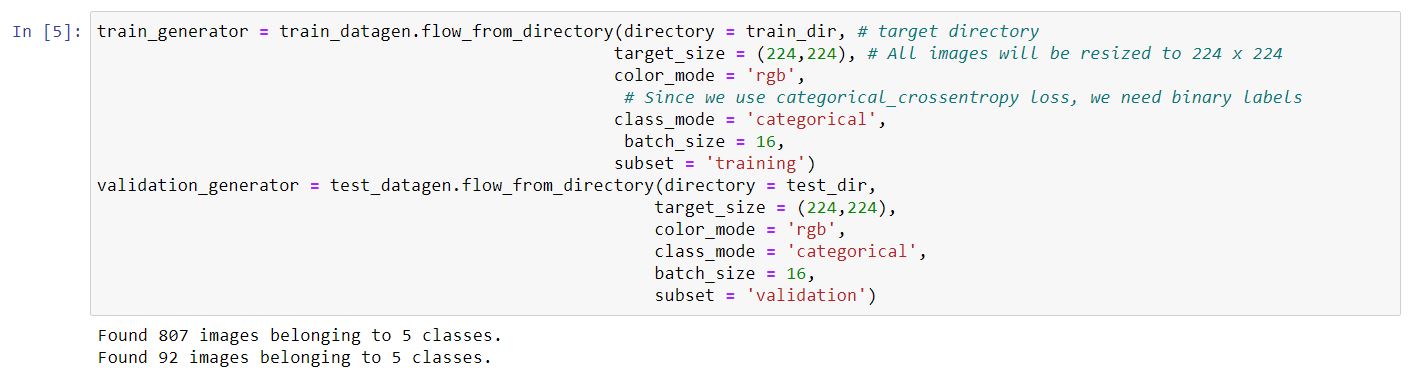 In [5]: train_generator = train_datagen.flow_from_directory(directory = train_dir, # target directory
target_size = (224,224), # All images will be resized to 224 x 224
color_mode = 'rgb',
# Since we use categorical_crossentropy loss, we need binary labels
class_mode = 'categorical',
batch_size = 16,
subset = 'training')
validation_generator = test_datagen.flow_from_directory(directory = test_dir,
target_size = (224,224),
color_mode = 'rgb',
class_mode = 'categorical',
batch_size = 16,
subset = 'validation')
Found 807 images belonging to 5 classes.
Found 92 images belonging to 5 classes.